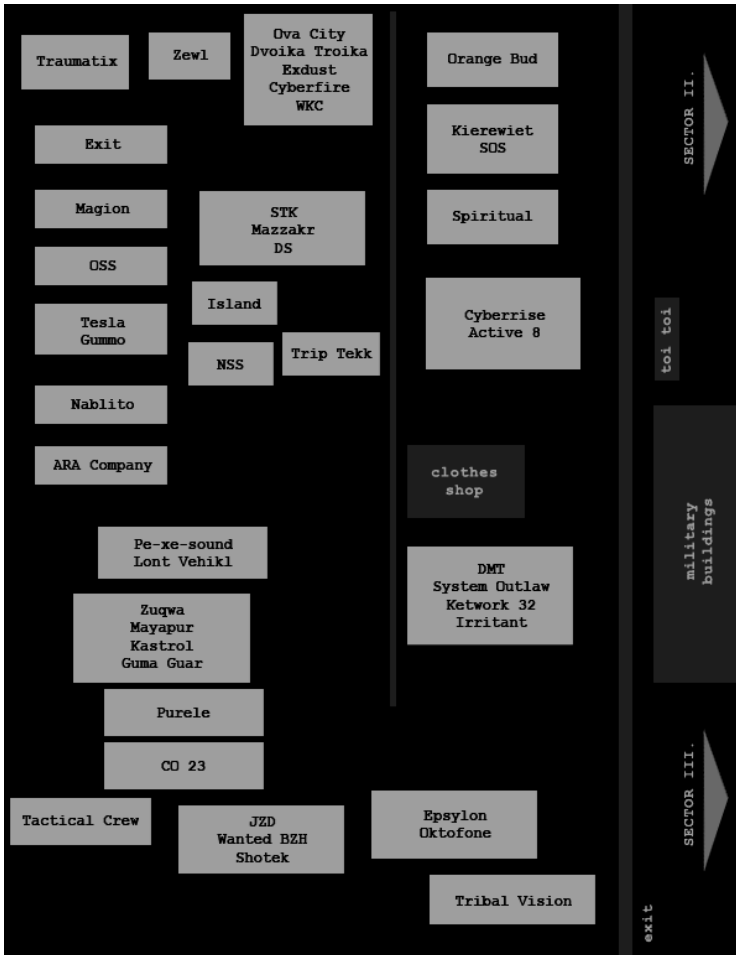 Traumatix
Zewl
Ova City
Dvoika Troika
Exdust
Cyberfire
WKC
Orange Bud
SECTOR II.
Exit
Kierewiet
SOS
Magion
STK
Mazzakr
DS
Spiritual
OSS
Island
Tesla
Gummo
NSS
Trip Tekk
Cyberrise
Active 8
toi toi
Nablito
ARA Company
clothes
shop
military
buildings
Pe-xe-sound
Lont Vehikl
DMT
System Outlaw
Ketwork 32
Irritant
Zuqwa
Mayapur
Kastrol
Guma Guar
Purele
CO 23
SECTOR III.
Tactical Crew
JZD
Wanted BZH
Shotek
Epsylon
Oktofone
Tribal Vision
exit